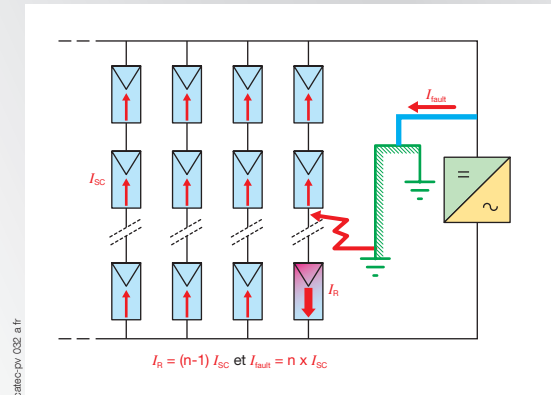 I_fault
I_SC
I_R
I_R = (n-1) I_SC et I_fault = n x I_SC
catec-pv 032 a fr